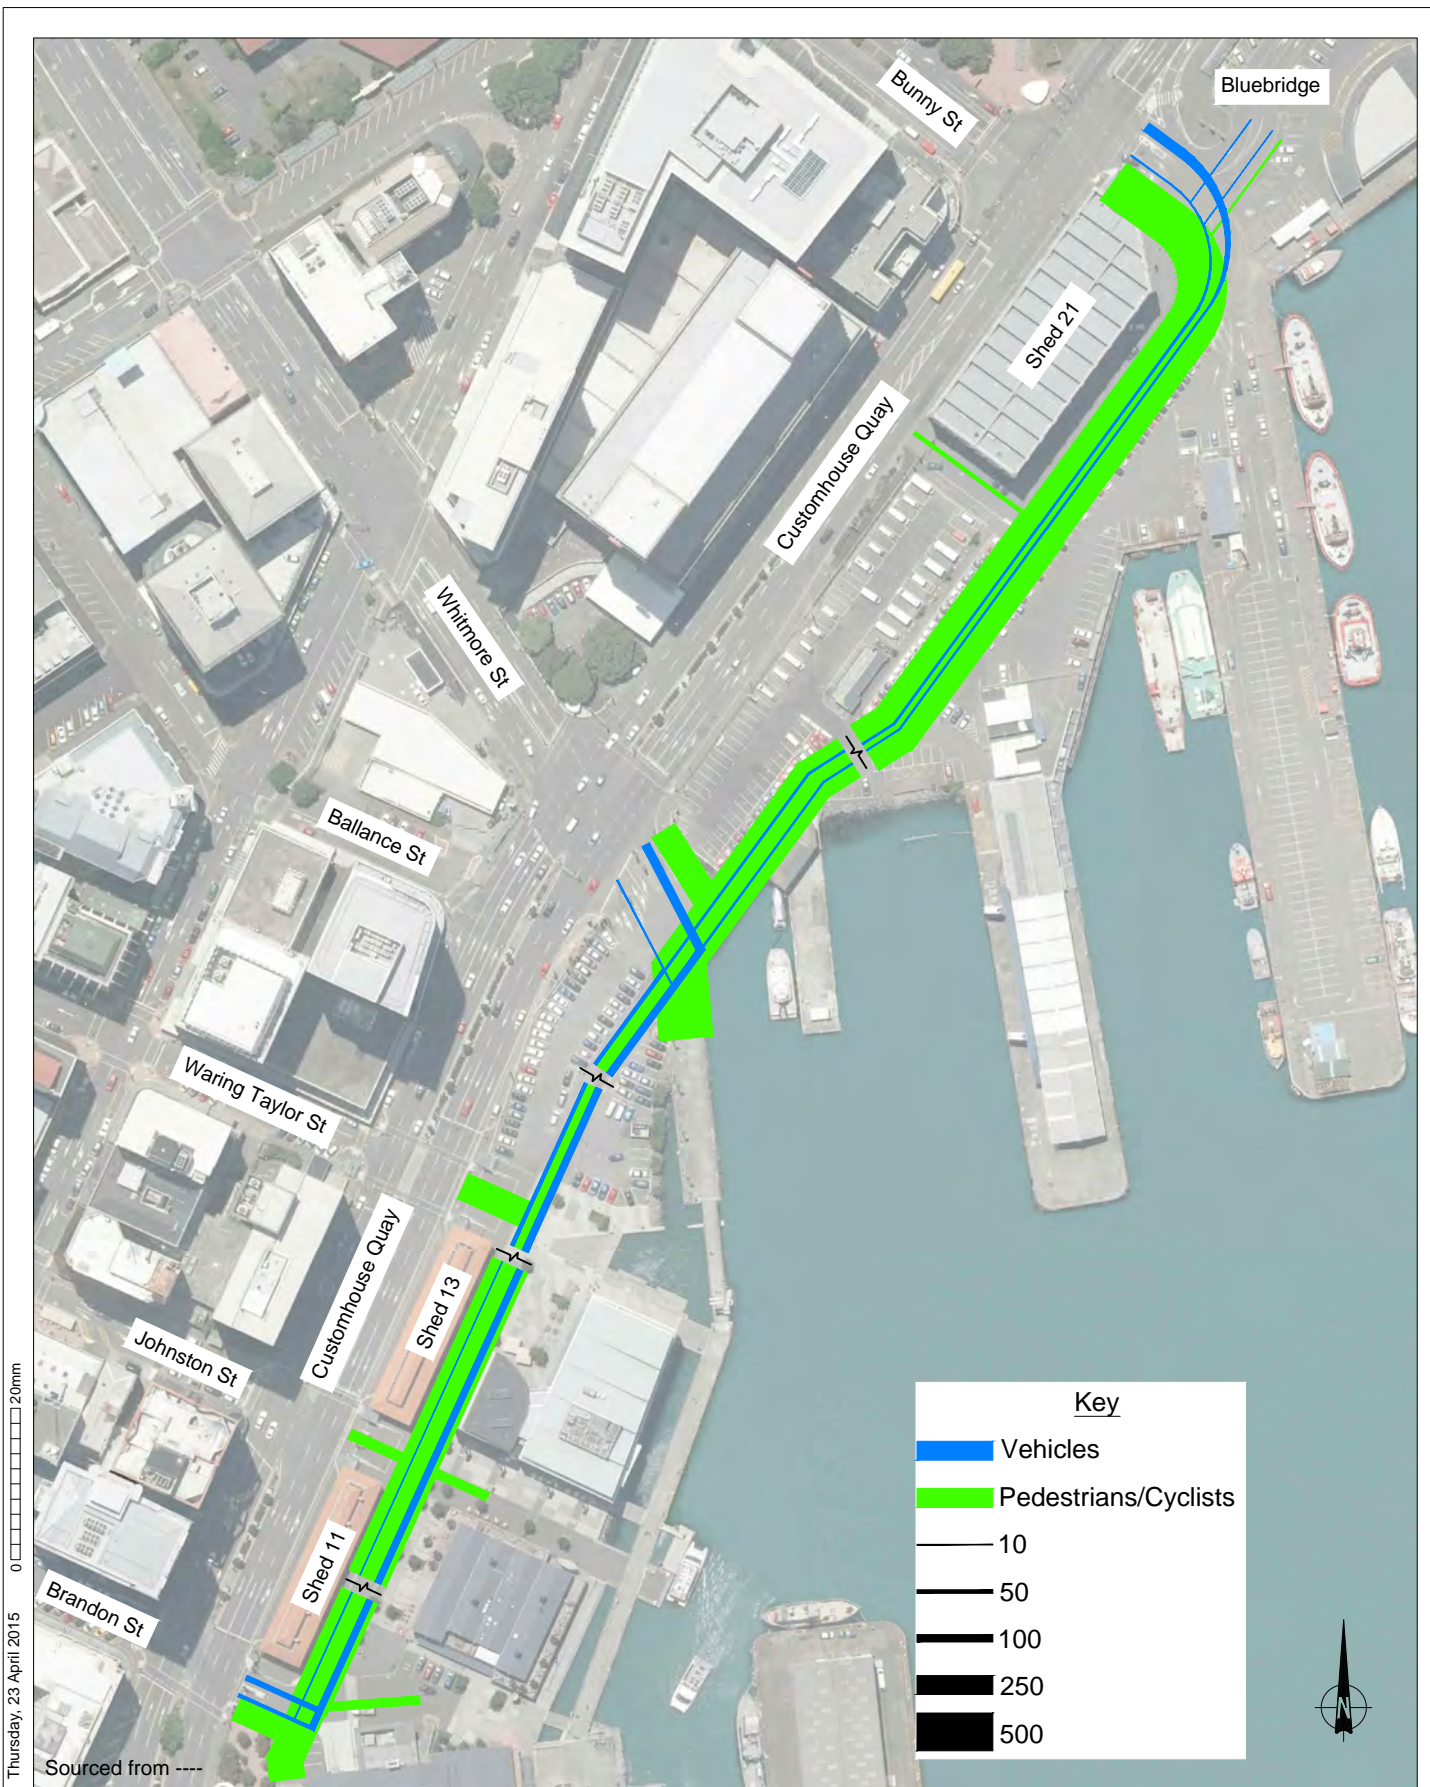 Bluebridge
Bunny St
Shed 21
Customhouse Quay
Whitmore St
Ballance St
Waring Taylor St
Customhouse Quay
Shed 13
Johnston St
Shed 11
Brandon St
Key
Vehicles
Pedestrians/Cyclists
10
50
100
250
500
N
0 20mm
Thursday, 23 April 2015
Sourced from ----